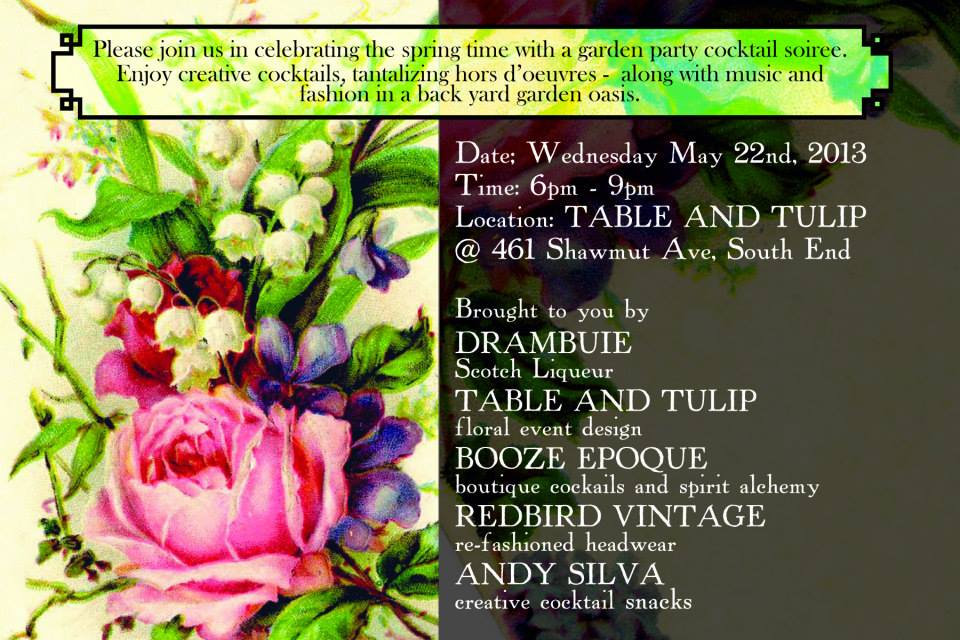 Please join us in celebrating the spring time with a garden party cocktail soiree.
Enjoy creative cocktails, tantalizing hors d'oeuvres -  along with music and
fashion in a back yard garden oasis.
Date; Wednesday May 22nd, 2013
Time: 6pm - 9pm
Location: TABLE AND TULIP
@ 461 Shawmut Ave, South End
Brought to you by
DRAMBUIE
Scotch Liqueur
TABLE AND TULIP
floral event design
BOOZE EPOQUE
boutique cockails and spirit alchemy
REDBIRD VINTAGE
re-fashioned headwear
ANDY SILVA
creative cocktail snacks